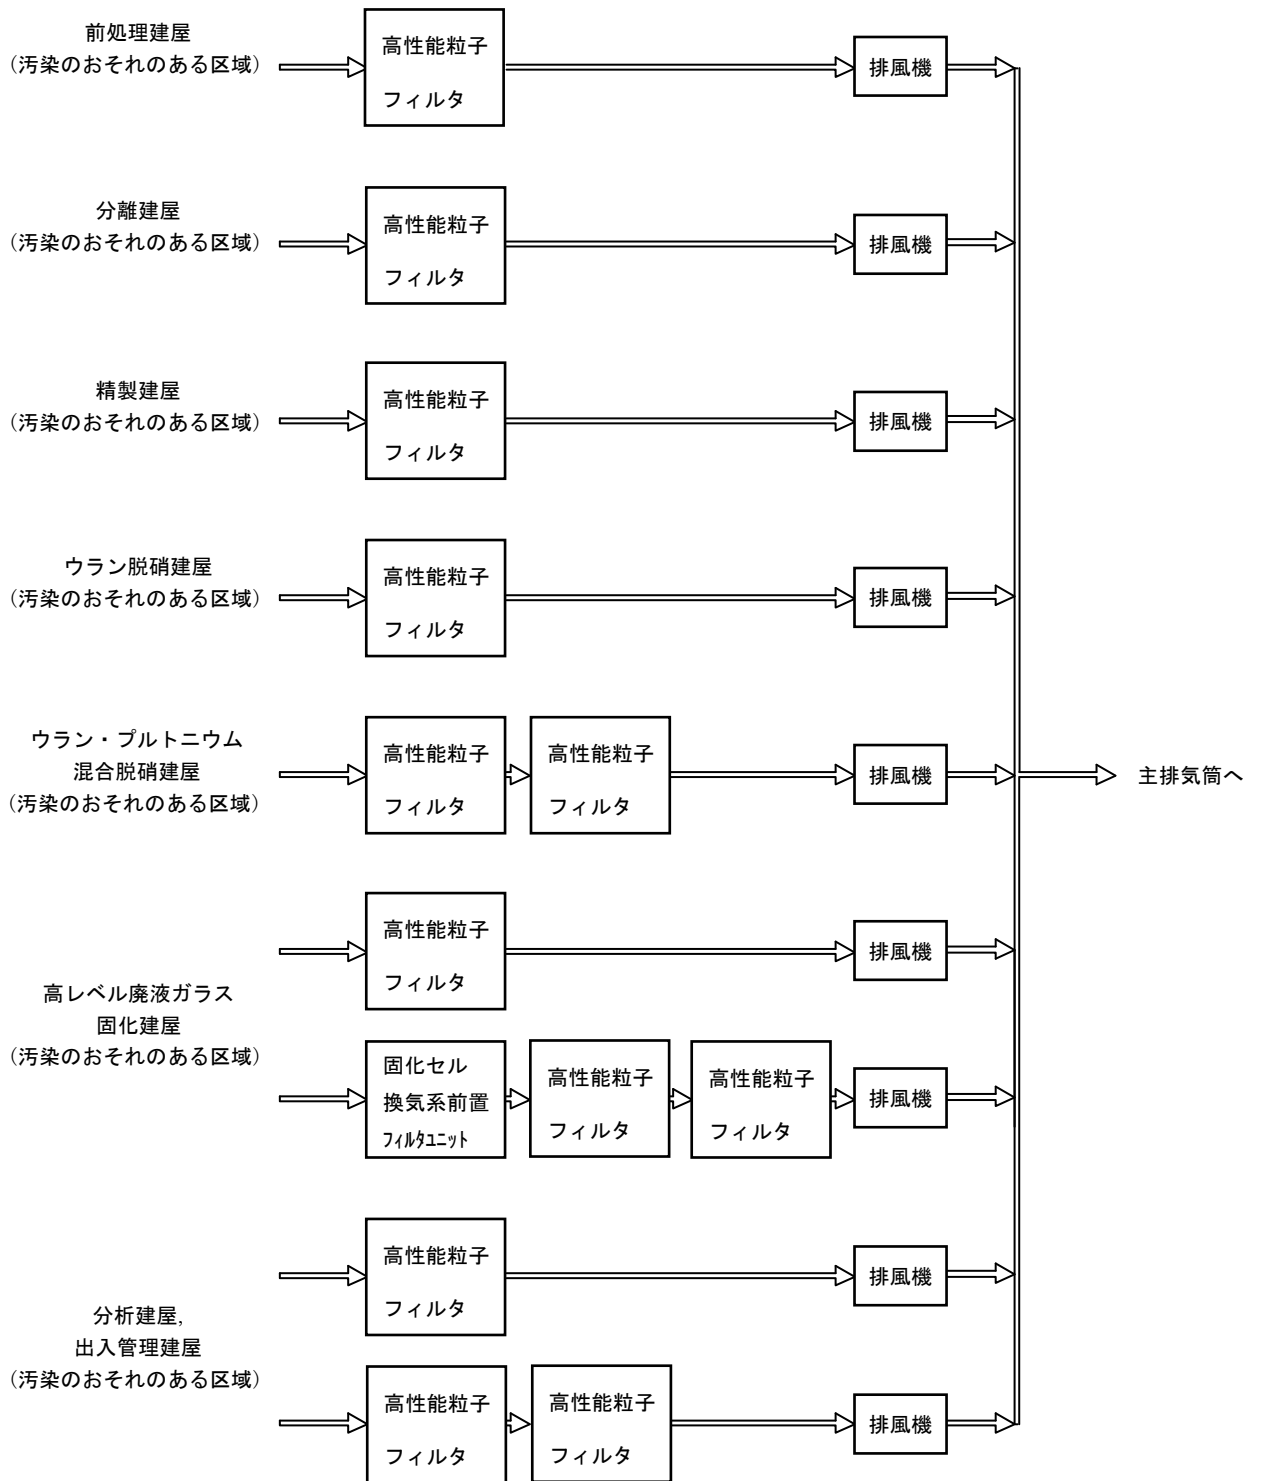 前処理建屋
（汚染のおそれのある区域）
高性能粒子
フィルタ
排風機
分離建屋
（汚染のおそれのある区域）
高性能粒子
フィルタ
排風機
精製建屋
（汚染のおそれのある区域）
高性能粒子
フィルタ
排風機
ウラン脱硝建屋
（汚染のおそれのある区域）
高性能粒子
フィルタ
排風機
ウラン・プルトニウム
混合脱硝建屋
（汚染のおそれのある区域）
高性能粒子
フィルタ
高性能粒子
フィルタ
排風機
主排気筒へ
高レベル廃液ガラス
固化建屋
（汚染のおそれのある区域）
高性能粒子
フィルタ
排風機
固化セル
換気系前置
ﾌｨﾙﾀﾕﾆｯﾄ
高性能粒子
フィルタ
高性能粒子
フィルタ
排風機
分析建屋，
出入管理建屋
（汚染のおそれのある区域）
高性能粒子
フィルタ
排風機
高性能粒子
フィルタ
高性能粒子
フィルタ
排風機